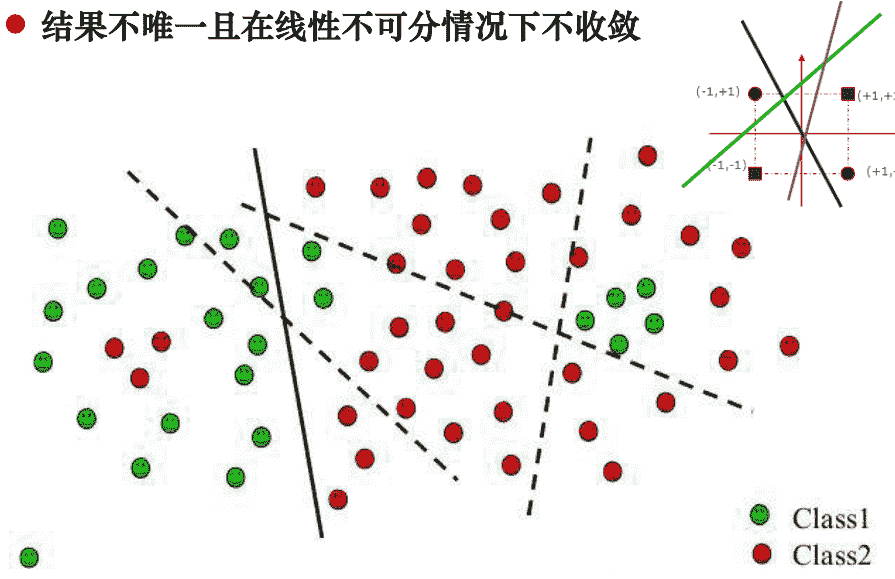 结果不唯一且在线性不可分情况下不收敛
(-1,+1)
(+1,+
-1,-1)
(+1,
Class1
Class2